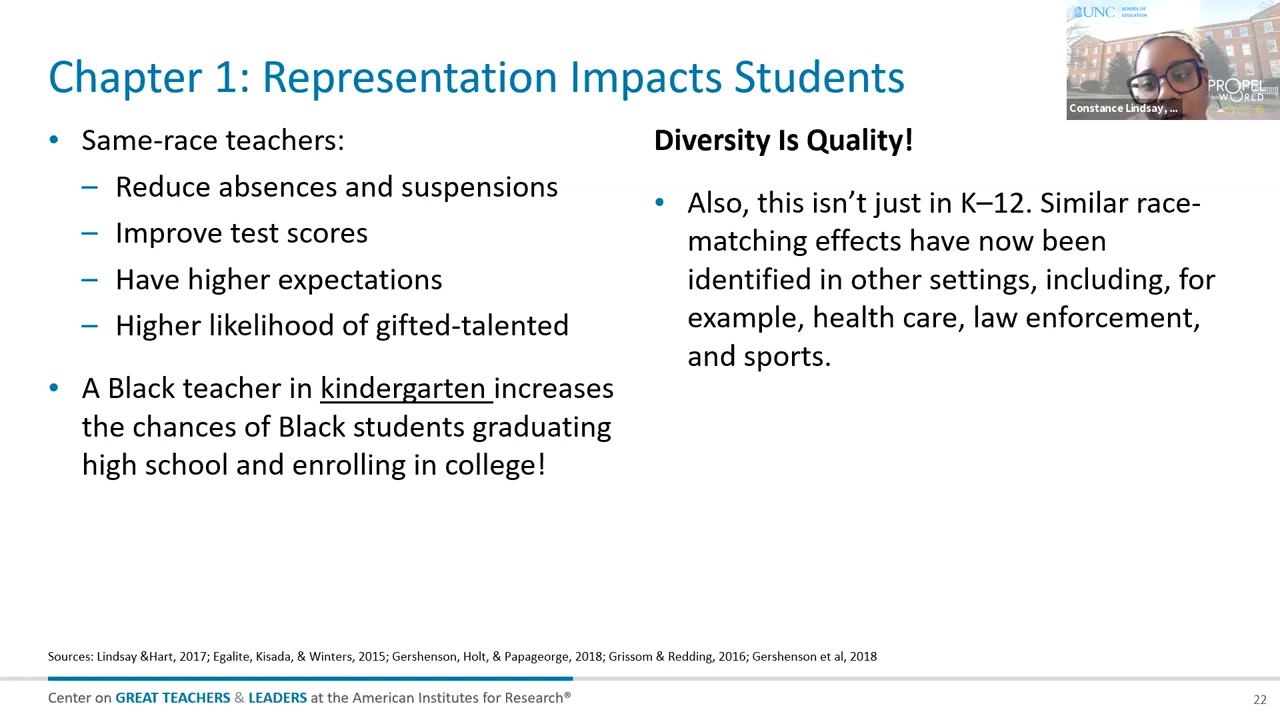 Chapter 1: Representation Impacts Students
• Same-race teachers:
– Reduce absences and suspensions
– Improve test scores
– Have higher expectations
– Higher likelihood of gifted-talented
• A Black teacher in kindergarten increases
the chances of Black students graduating
high school and enrolling in college!
Diversity Is Quality!
• Also, this isn’t just in K–12. Similar race-
matching effects have now been
identified in other settings, including, for
example, health care, law enforcement,
and sports.
UNC SCHOOL OF
EDUCATION
PROPEL
WORLD
Constance Lindsay, ...
Sources: Lindsay &Hart, 2017; Egalite, Kisada, & Winters, 2015; Gershenson, Holt, & Papageorge, 2018; Grissom & Redding, 2016; Gershenson et al, 2018
Center on GREAT TEACHERS & LEADERS at the American Institutes for Research®
22